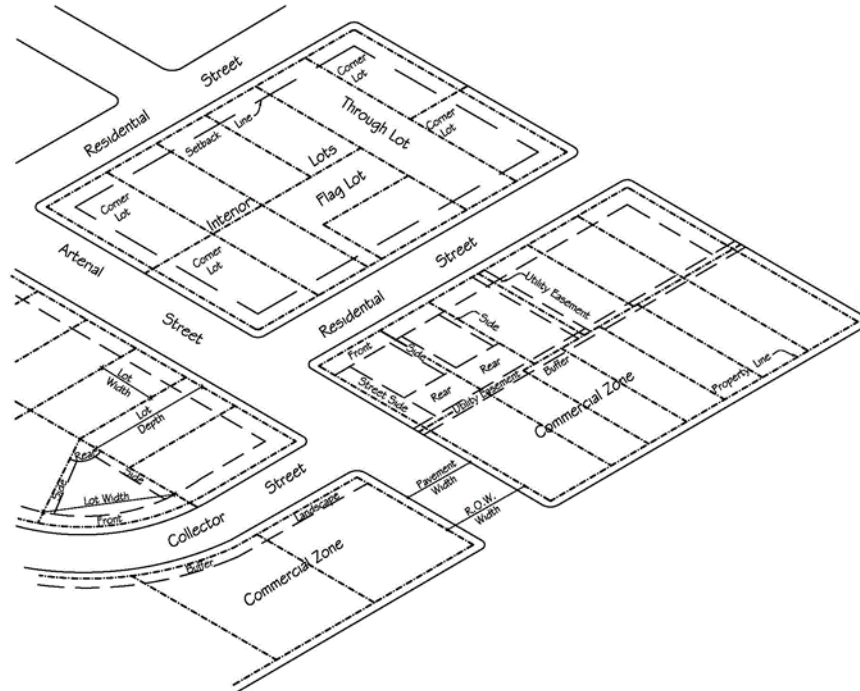 Residential Street
Corner
Lot
Setback Line
Through Lot
Corner
Lot
Interior Lots
Flag Lot
Corner
Lot
Corner
Lot
Arterial Street
Residential Street
Utility Easement
Side
Front
Side
Rear
Street Side
Rear
Utility Easement
Buffer
Property Line
Commercial Zone
Lot
Width
Lot
Depth
Rear
Side
Side
Lot Width
Front
Collector Street
Pavement
Width
R.O.W.
Width
Landscape
Buffer
Commercial Zone